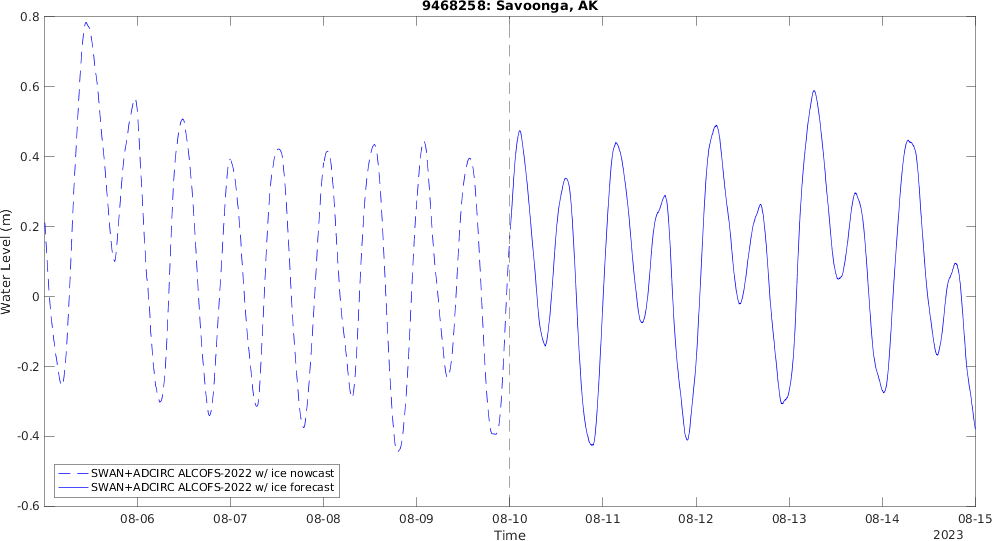 9468258: Savoonga, AK
0.8
0.6
0.4
0.2
0
-0.2
-0.4
-0.6
Water Level (m)
SWAN+ADCIRC ALCOFS-2022 w/ ice nowcast
SWAN+ADCIRC ALCOFS-2022 w/ ice forecast
08-06 08-07 08-08 08-09 08-10 08-11 08-12 08-13 08-14 08-15
Time
2023